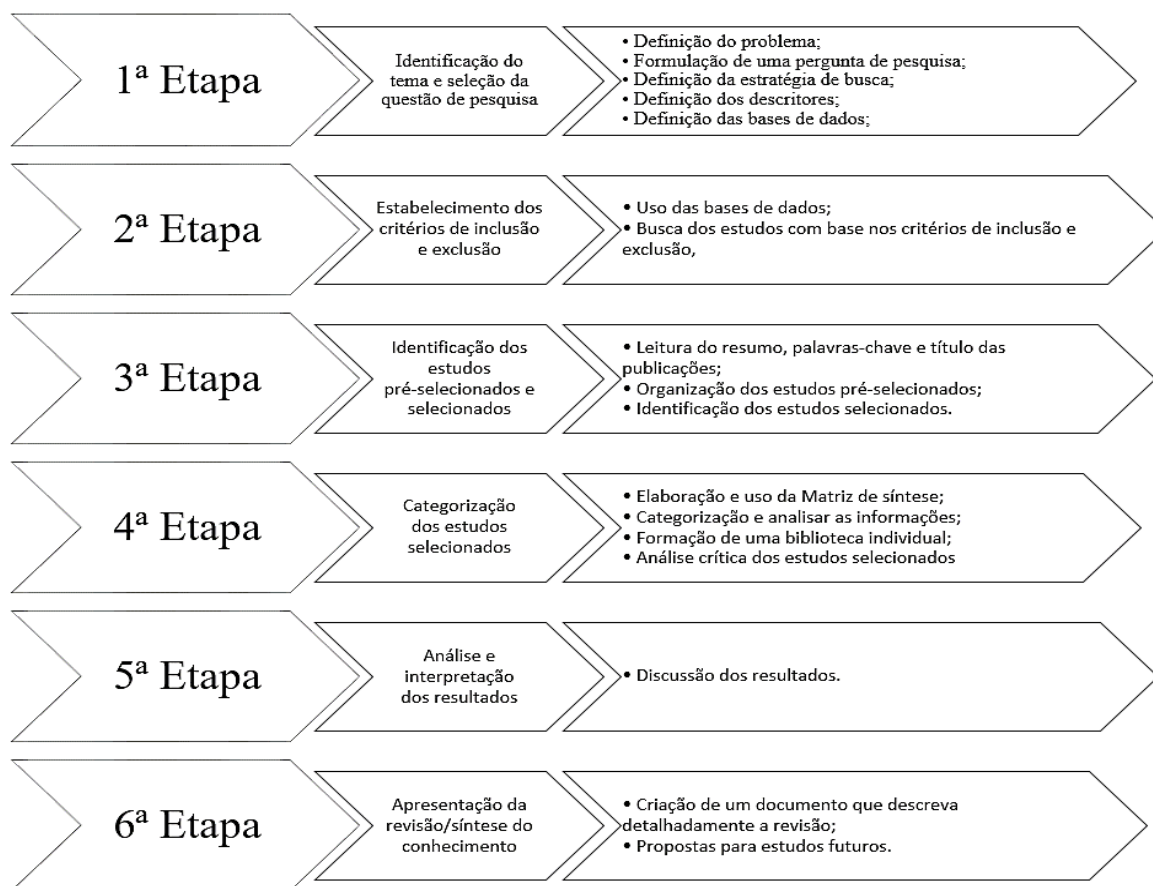 1ª Etapa
Identificação do
tema e seleção da
questão de pesquisa
• Definição do problema;
• Formulação de uma pergunta de pesquisa;
• Definição da estratégia de busca;
• Definição dos descritores;
• Definição das bases de dados;
2ª Etapa
Estabelecimento dos
critérios de inclusão
e exclusão
• Uso das bases de dados;
• Busca dos estudos com base nos critérios de inclusão e
exclusão,
3ª Etapa
Identificação dos
estudos
pré-selecionados e
selecionados
• Leitura do resumo, palavras-chave e título das
publicações;
• Organização dos estudos pré-selecionados;
• Identificação dos estudos selecionados.
4ª Etapa
Categorização
dos estudos
selecionados
• Elaboração e uso da Matriz de síntese;
• Categorização e analisar as informações;
• Formação de uma biblioteca individual;
• Análise crítica dos estudos selecionados
5ª Etapa
Análise e
interpretação
dos resultados
• Discussão dos resultados.
6ª Etapa
Apresentação da
revisão/síntese do
conhecimento
• Criação de um documento que descreva
detalhadamente a revisão;
• Propostas para estudos futuros.